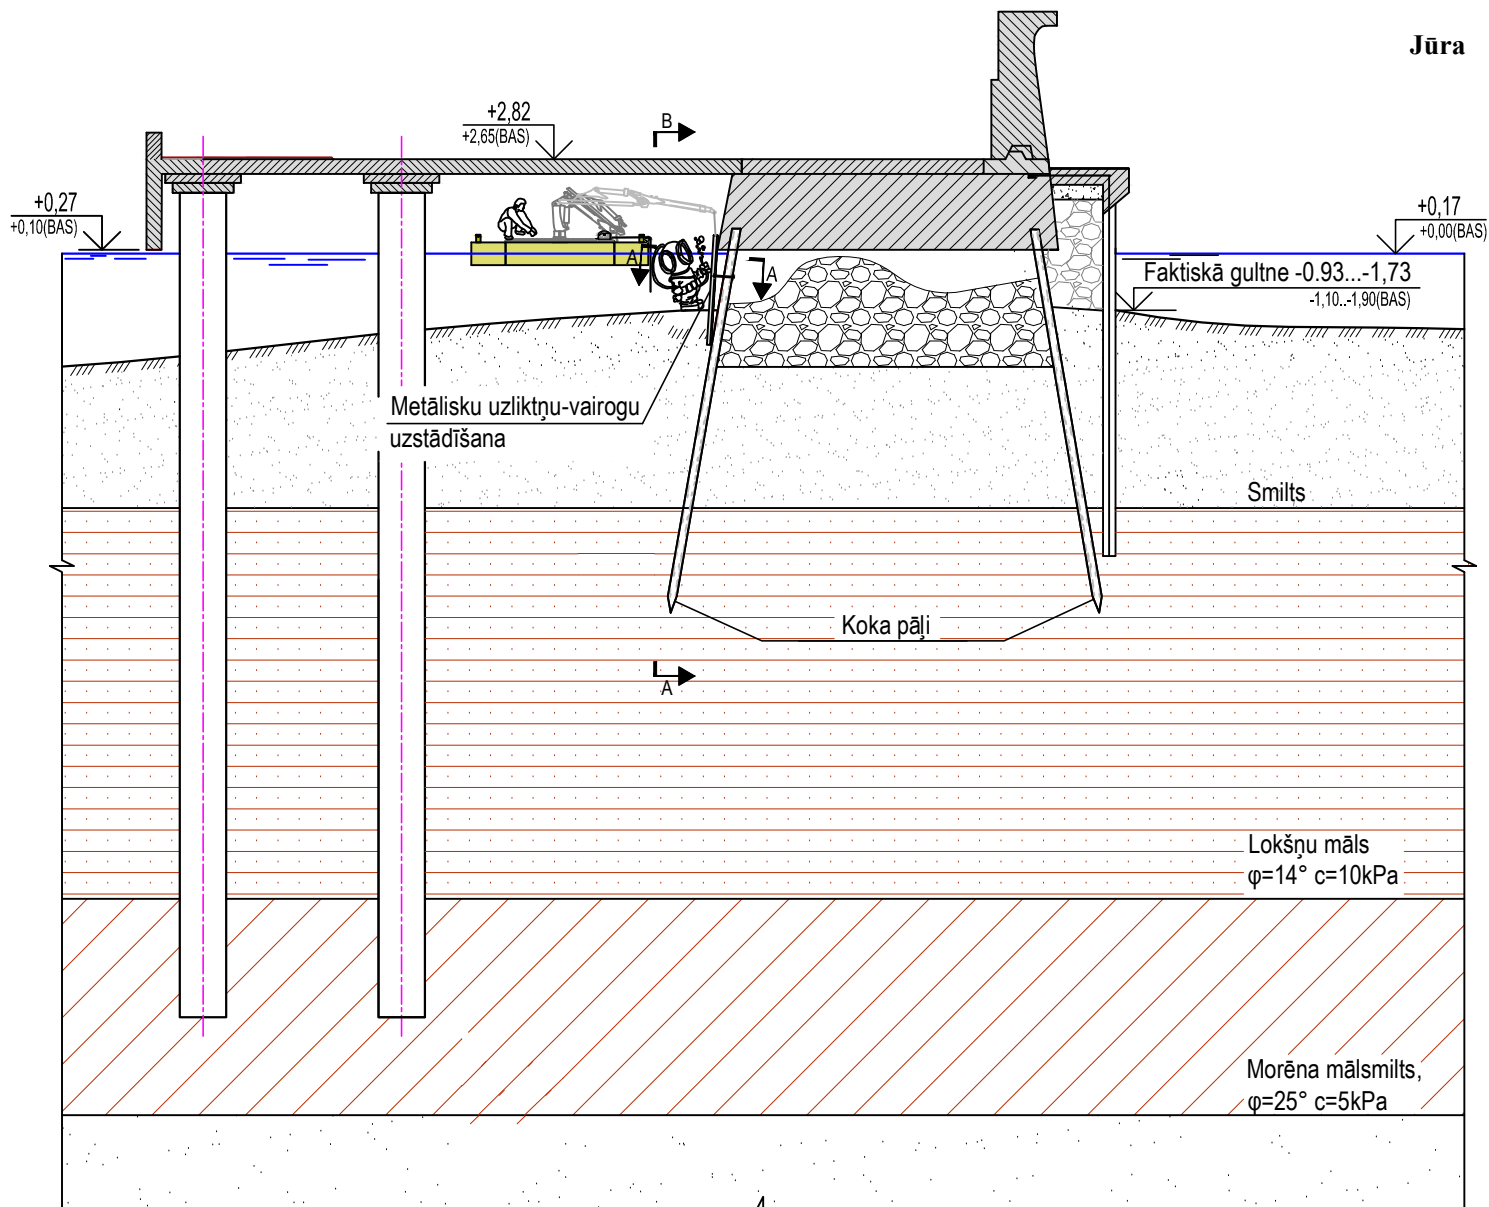 Jūra
+2,82
+2,65(BAS)
B
+0,27
+0,10(BAS)
+0,17
+0,00(BAS)
A
A
Faktiskā gultne -0.93...-1,73
-1,10..-1,90(BAS)
Metālisku uzliktņu-vairogu
uzstādīšana
Smilts
Koka pāļi
A
Lokšņu māls
φ=14° c=10kPa
Morēna mālsmilts,
φ=25° c=5kPa